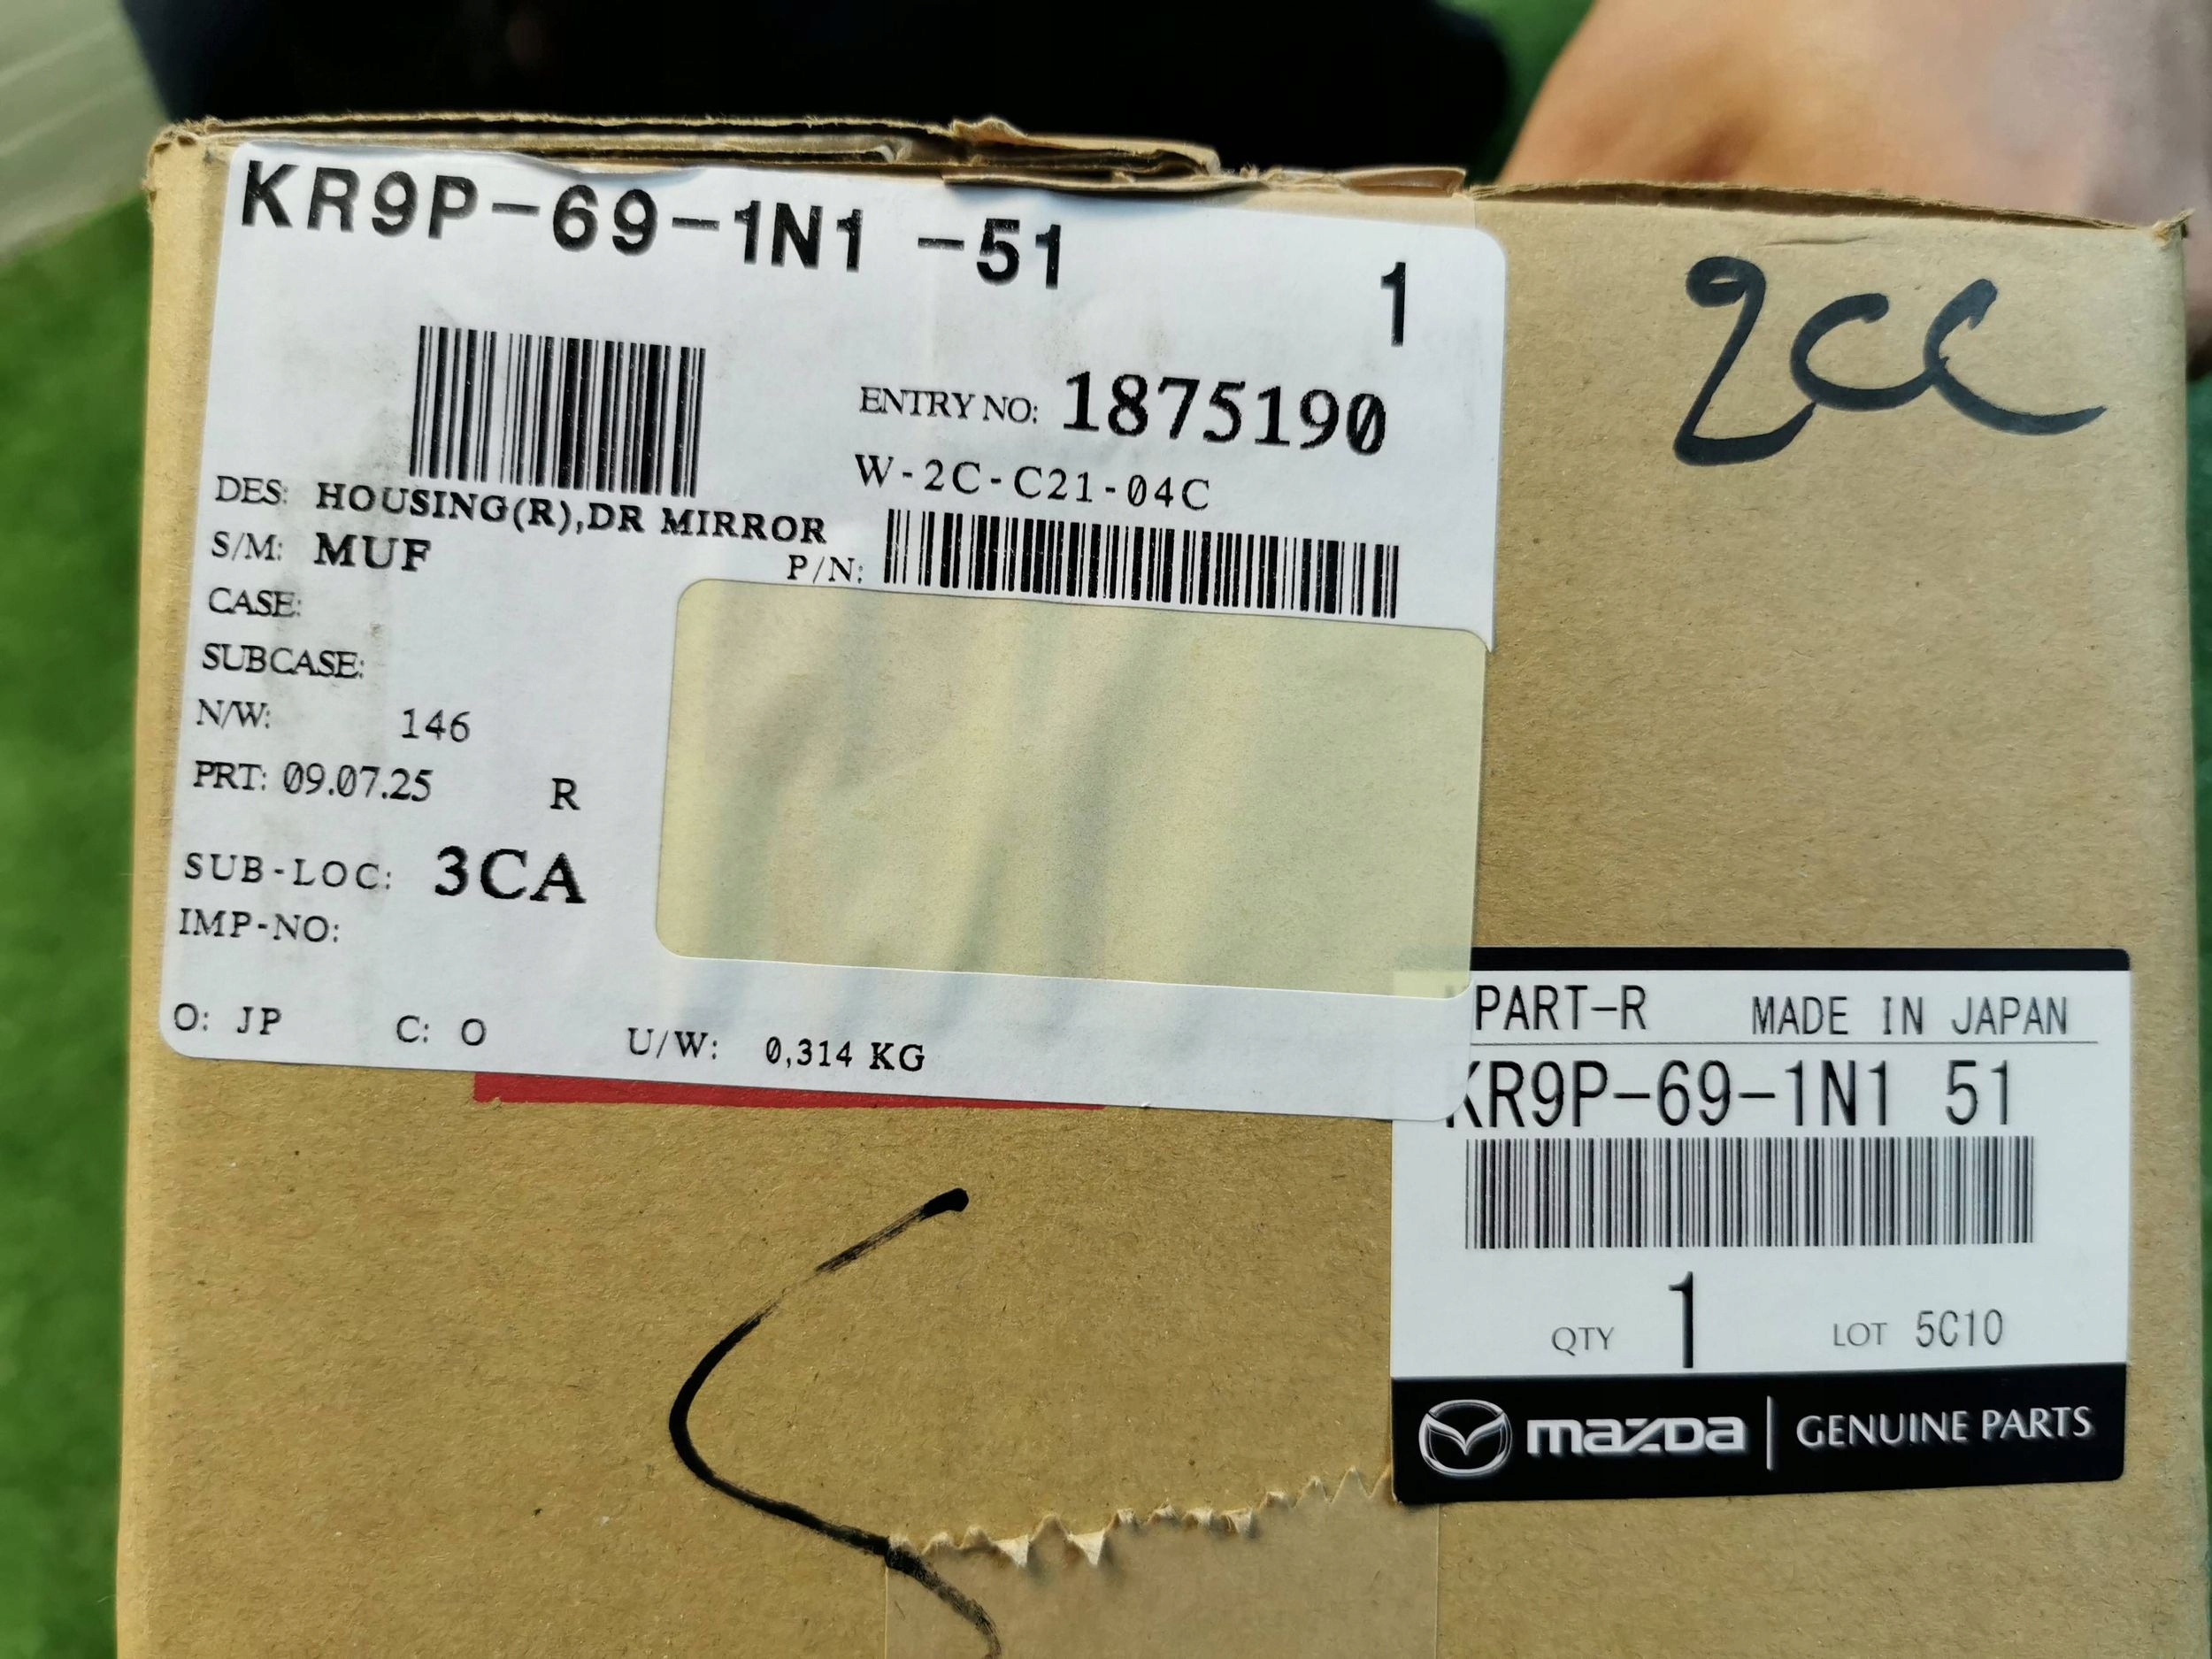 KR9P-69-1N1 -51
1
2CC
ENTRY NO: 1875190
W-2C-C21-04C
DES: HOUSING(R),DR MIRROR
S/M: MUF
P/N:
CASE:
SUBCASE:
N/W: 146
PRT: 09.07.25 R
SUB-LOC: 3CA
IMP-NO:
O: JP C: O U/W: 0,314 KG
PART-R MADE IN JAPAN
KR9P-69-1N1 51
QTY 1 LOT 5C10
mazda | GENUINE PARTS